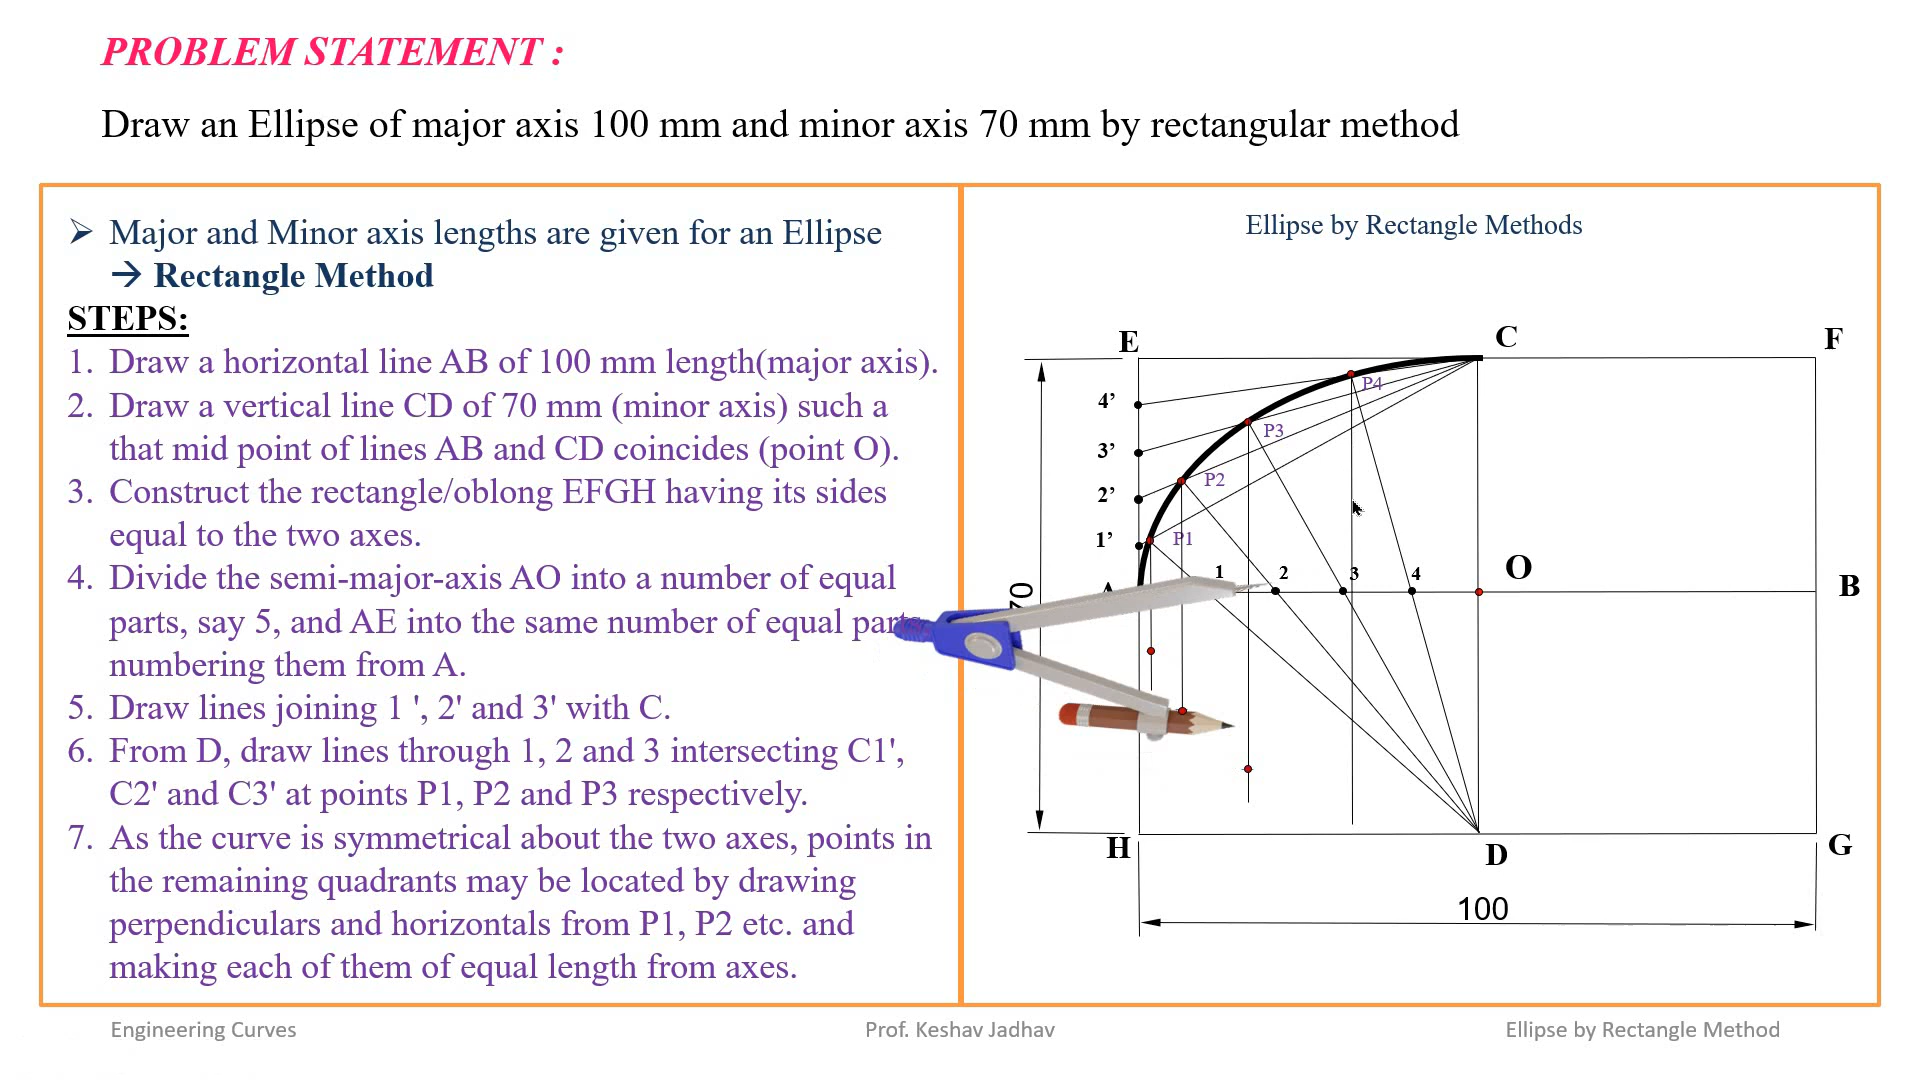 PROBLEM STATEMENT :
Draw an Ellipse of major axis 100 mm and minor axis 70 mm by rectangular method
➢ Major and Minor axis lengths are given for an Ellipse
→ Rectangle Method
STEPS:
1. Draw a horizontal line AB of 100 mm length(major axis).
2. Draw a vertical line CD of 70 mm (minor axis) such a
that mid point of lines AB and CD coincides (point O).
3. Construct the rectangle/oblong EFGH having its sides
equal to the two axes.
4. Divide the semi-major-axis AO into a number of equal
parts, say 5, and AE into the same number of equal parts
numbering them from A.
5. Draw lines joining 1 ', 2' and 3' with C.
6. From D, draw lines through 1, 2 and 3 intersecting C1',
C2' and C3' at points P1, P2 and P3 respectively.
7. As the curve is symmetrical about the two axes, points in
the remaining quadrants may be located by drawing
perpendiculars and horizontals from P1, P2 etc. and
making each of them of equal length from axes.
Ellipse by Rectangle Methods
E
C
F
4’
P4
3’
P3
2’
P2
1’
P1
1
2
3
4
O
B
70
H
D
G
100
Engineering Curves
Prof. Keshav Jadhav
Ellipse by Rectangle Method